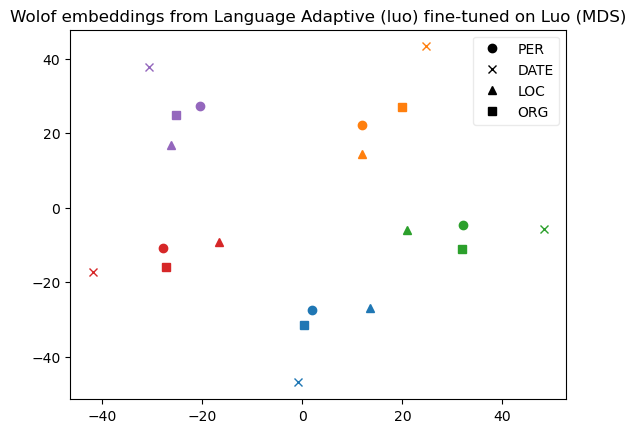 Wolof embeddings from Language Adaptive (luo) fine-tuned on Luo (MDS)
PER
DATE
LOC
ORG
40
20
0
−20
−40
−40
−20
0
20
40